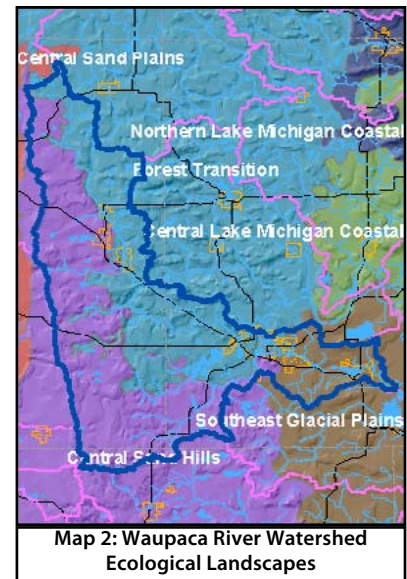 Central Sand Plains
Northern Lake Michigan Coastal
Forest Transition
Central Lake Michigan Coastal
Southeast Glacial Plains
Central Sand Hills
Map 2: Waupaca River Watershed
Ecological Landscapes